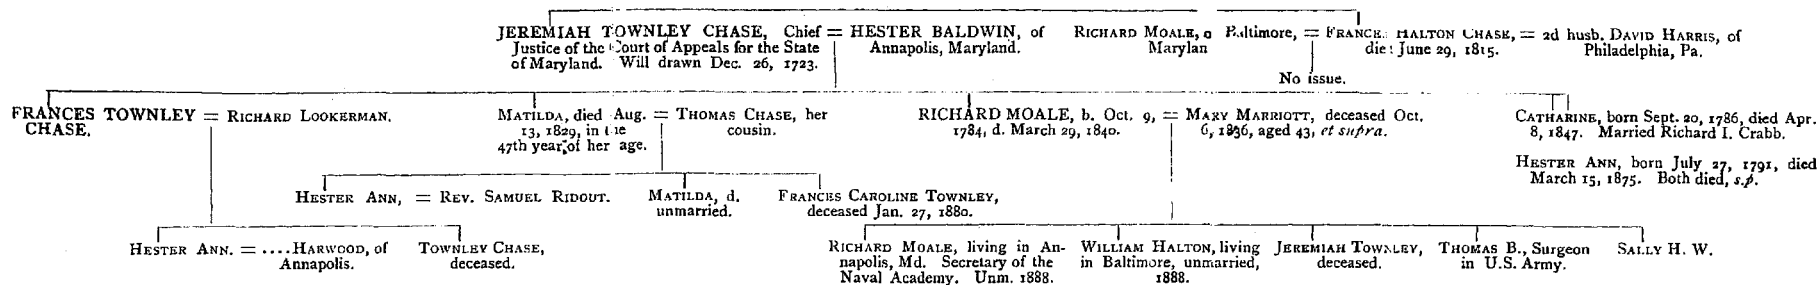 JEREMIAH TOWNLEY CHASE, Chief = HESTER BALDWIN, of
Justice of the Court of Appeals for the State Annapolis, Maryland.
of Maryland. Will drawn Dec. 26, 1723.
RICHARD MOALE, o Baltimore, = FRANCE HALTON CHASE, = 2d husb. DAVID HARRIS, of
Marylan die June 29, 1815. Philadelphia, Pa.
No issue.
FRANCES TOWNLEY = RICHARD LOOKERMAN.
CHASE.
MATILDA, died Aug. = THOMAS CHASE, her
13, 1829, in the cousin.
47th year of her age.
RICHARD MOALE, b. Oct. 9, = MARY MARRIOTT, deceased Oct.
1784, d. March 29, 1840. 6, 1836, aged 43, et supra.
CATHARINE, born Sept. 20, 1786, died Apr.
8, 1847. Married Richard I. Crabb.
HESTER ANN, born July 27, 1791, died
March 15, 1875. Both died, s.p.
HESTER ANN, = REV. SAMUEL RIDOUT.
MATILDA, d.
unmarried.
FRANCES CAROLINE TOWNLEY,
deceased Jan. 27, 1880.
HESTER ANN. = ....HARWOOD, of
Annapolis.
TOWNLEY CHASE,
deceased.
RICHARD MOALE, living in An-
napolis, Md. Secretary of the
Naval Academy. Unm. 1888.
WILLIAM HALTON, living
in Baltimore, unmarried,
1888.
JEREMIAH TOWNLEY,
deceased.
THOMAS B., Surgeon
in U.S. Army.
SALLY H. W.